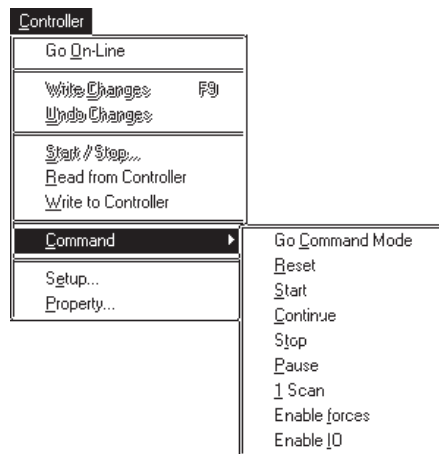 Controller
Go On-Line
Write Changes F9
Undo Changes
Start / Stop...
Read from Controller
Write to Controller
Command
Setup...
Property...
Go Command Mode
Reset
Start
Continue
Stop
Pause
1 Scan
Enable forces
Enable IO